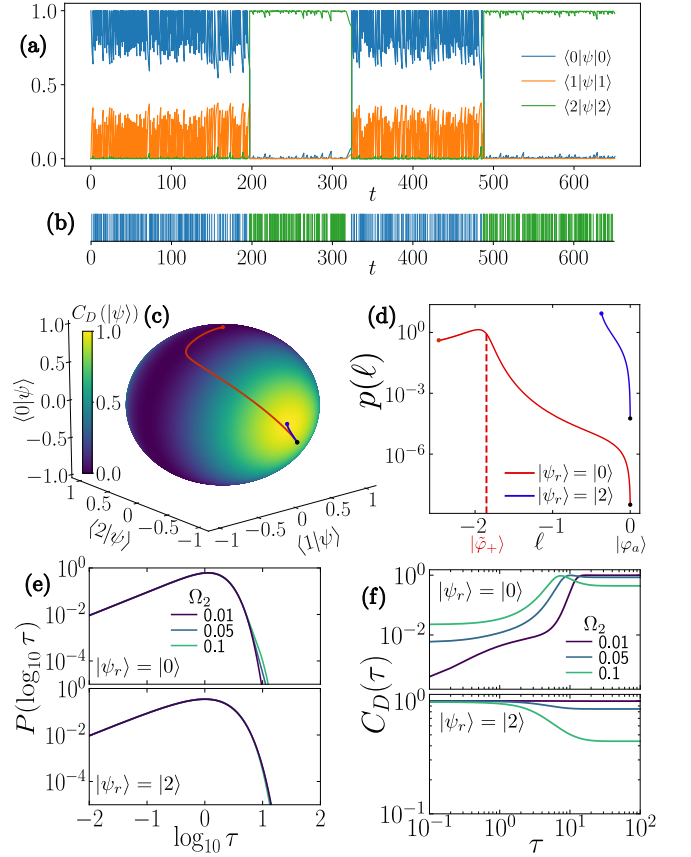 (a)
1.0
0.5
0.0
⟨0|ψ|0⟩
⟨1|ψ|1⟩
⟨2|ψ|2⟩
0 100 200 300 400 500 600
t
(b)
0 100 200 300 400 500 600
t
C_D(|ψ⟩) (c)
1.0
0.5
0.0
1.0
0.5
0.0
−0.5
−1.0
⟨0|ψ⟩
1 0.5 0 −0.5 −1
⟨2|ψ⟩
−1 −0.5 0 0.5 1
⟨1|ψ⟩
(d)
10^0
10^−3
10^−6
p(ℓ)
|ψ_r⟩ = |0⟩
|ψ_r⟩ = |2⟩
−2 −1 0
|φ̃_+⟩ ℓ |φ_a⟩
(e)
10^0
10^−2
10^−4
Ω_2
0.01
0.05
0.1
|ψ_r⟩ = |0⟩
10^0
10^−2
10^−4
|ψ_r⟩ = |2⟩
P(log_10 τ)
−2 −1 0 1 2
log_10 τ
(f)
10^0
10^−2
|ψ_r⟩ = |0⟩
Ω_2
0.01
0.05
0.1
10^0
10^−1
|ψ_r⟩ = |2⟩
C_D(τ)
10^−1 10^0 10^1 10^2
τ